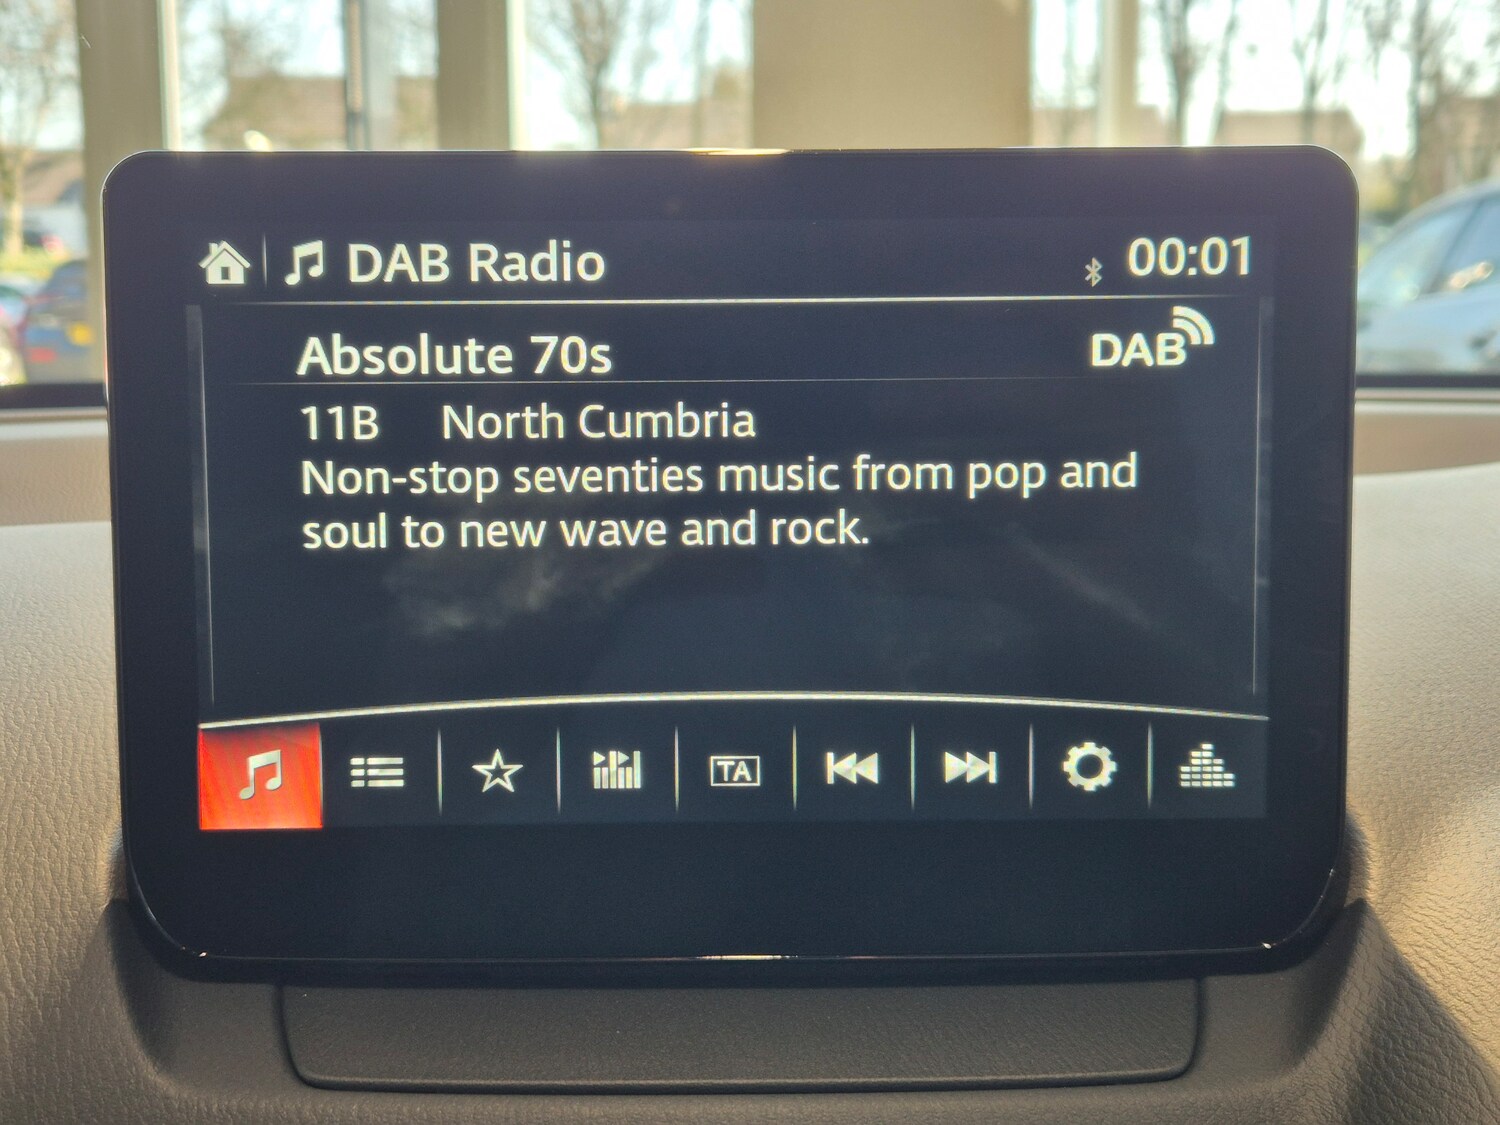 DAB Radio 00:01
Absolute 70s DAB
11B North Cumbria
Non-stop seventies music from pop and
soul to new wave and rock.
TA